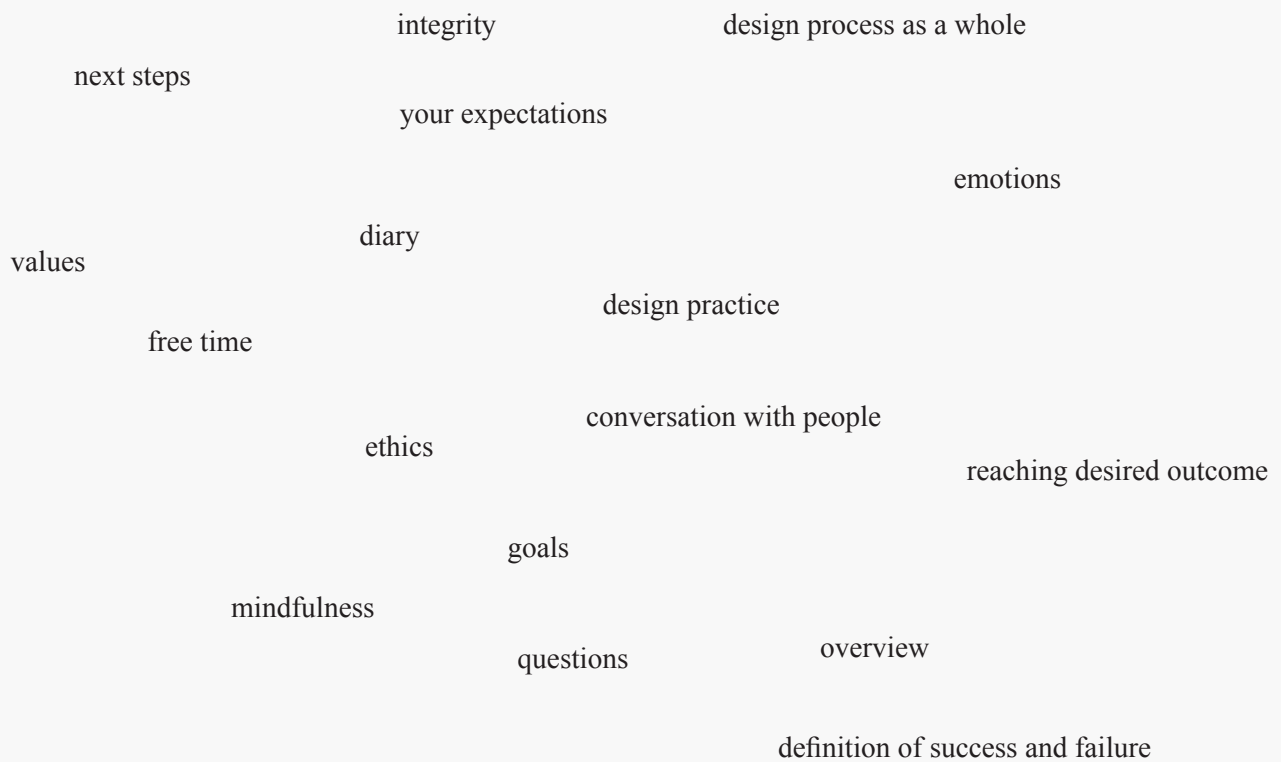 integrity
design process as a whole
next steps
your expectations
emotions
diary
values
design practice
free time
conversation with people
ethics
reaching desired outcome
goals
mindfulness
overview
questions
definition of success and failure